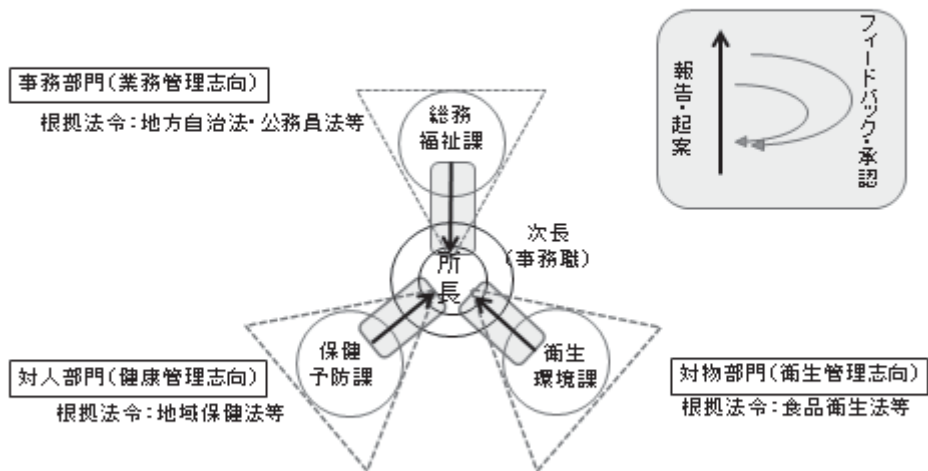 事務部門(業務管理志向)
根拠法令:地方自治法・公務員法等
総務
福祉課
次長
(事務職)
所
長
保健
予防課
衛生
環境課
対人部門(健康管理志向)
根拠法令:地域保健法等
対物部門(衛生管理志向)
根拠法令:食品衛生法等
報告・起案
フィードバック・承認